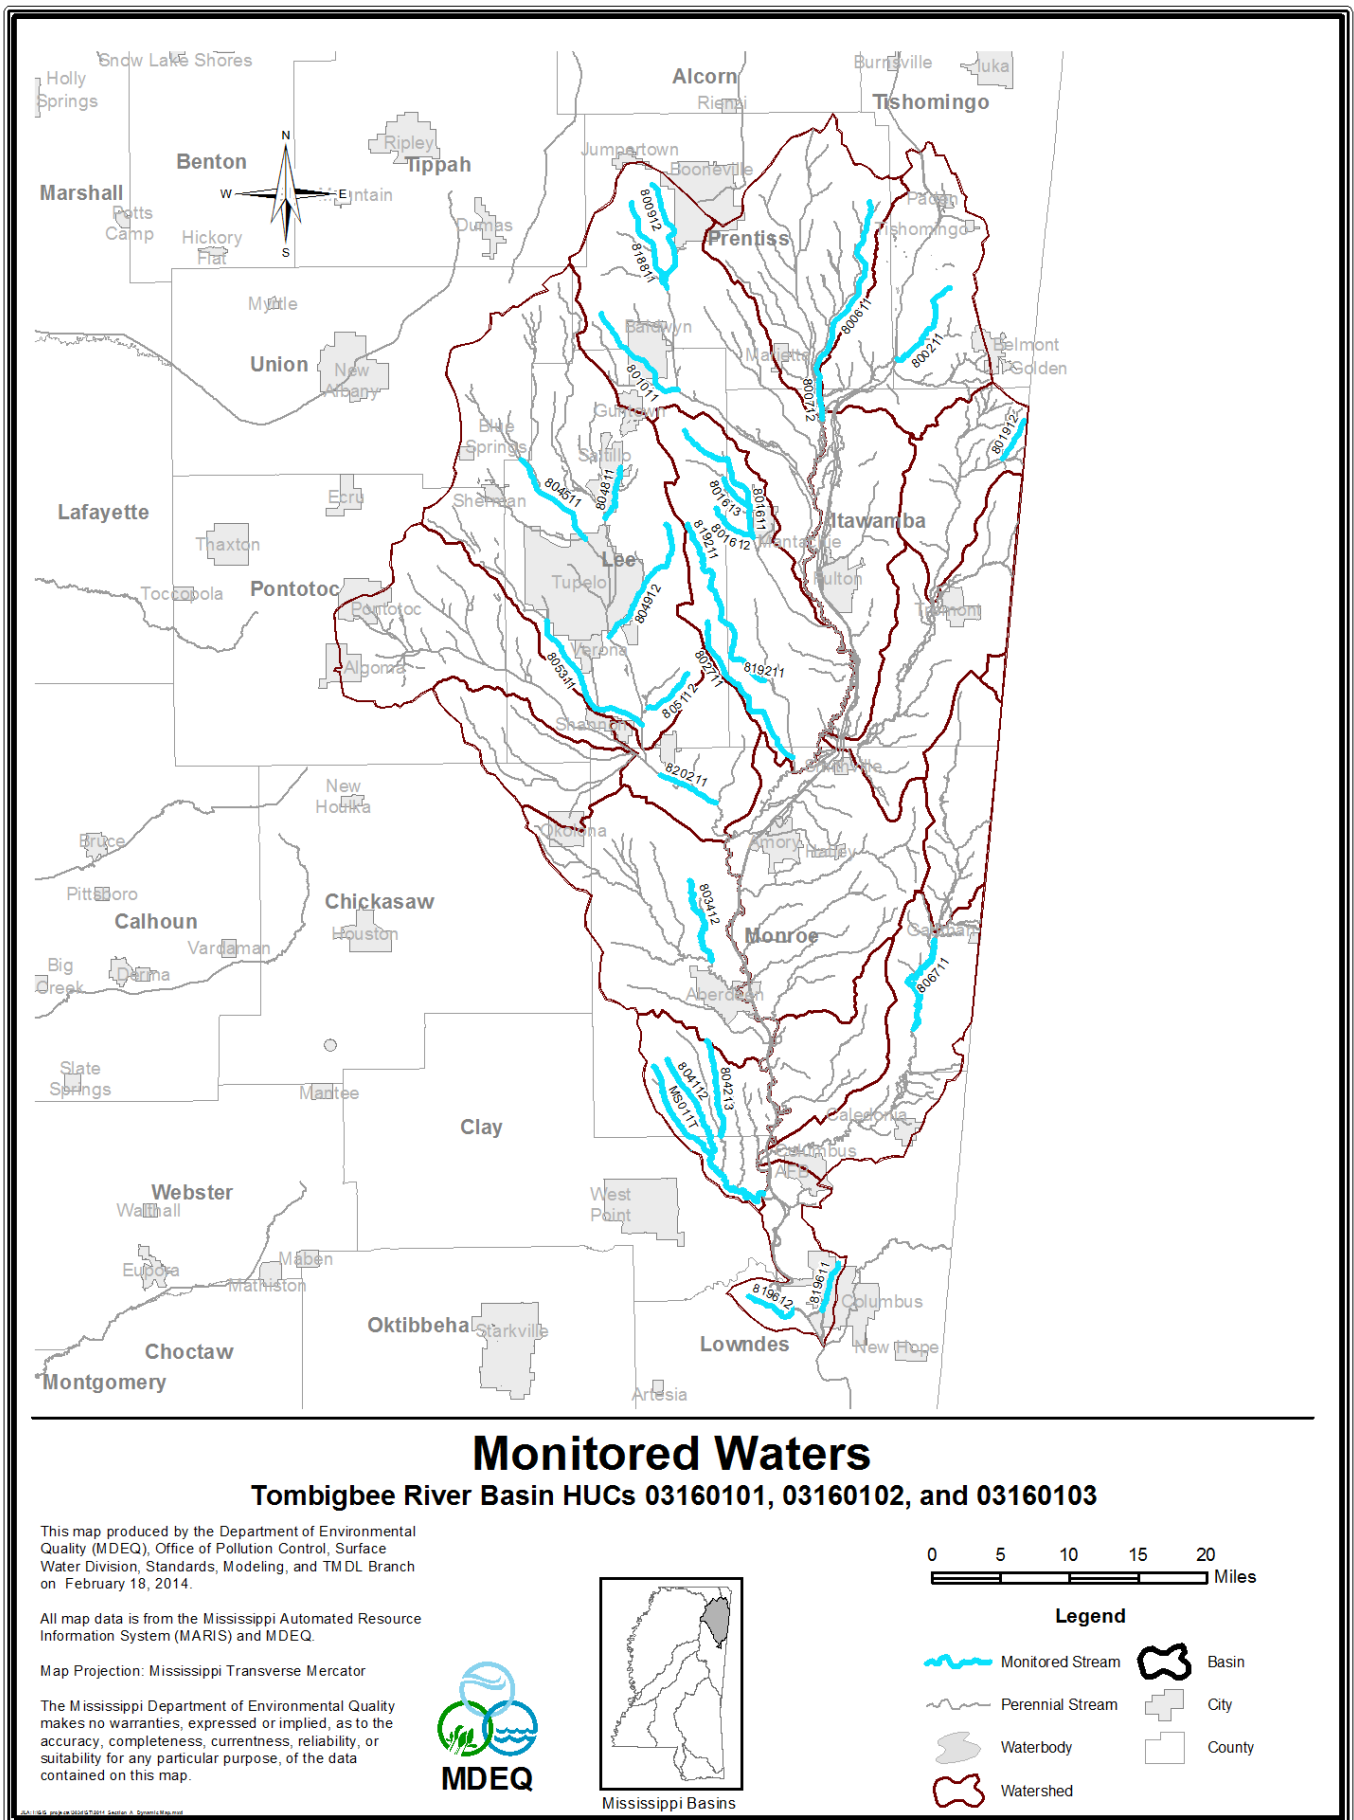 Snow Lake Shores
Burnsville
Iuka
Holly
Springs
Alcorn
Rienzi
Tishomingo
Ripley
Jumpertown
Benton
Tippah
Booneville
N
W
E
S
Marshall
Potts
Camp
Dumas
Paden
Tishomingo
Hickory
Flat
Prentiss
800912
818811
Myrtle
800611
Baldwyn
800211
Belmont
Golden
Union
New
Albany
Marietta
801011
800712
Guntown
Blue
Springs
801912
Saltillo
804511
804811
Sherman
Ecru
801613
801611
Lafayette
Itawamba
819211
801612
Mantachie
Thaxton
Lee
Tupelo
Fulton
Toccopola
Pontotoc
Pontotoc
804912
Tremont
Verona
Algoma
805311
802711
819211
805112
Shannon
820211
Smithville
New
Houlka
Okolona
Bruce
Amory
Hatley
Pittsboro
803412
Calhoun
Chickasaw
Houston
Vardaman
Monroe
Gattman
Big
Creek
Derma
806711
Aberdeen
Slate
Springs
804112
804213
Mantee
MS011T
Caledonia
Clay
Columbus
AFB
Webster
Walthall
West
Point
Maben
Eupora
Mathiston
819612
819611
Columbus
Oktibbeha
Starkville
Choctaw
Lowndes
New Hope
Montgomery
Artesia
Monitored Waters
Tombigbee River Basin HUCs 03160101, 03160102, and 03160103
This map produced by the Department of Environmental
Quality (MDEQ), Office of Pollution Control, Surface
Water Division, Standards, Modeling, and TMDL Branch
on February 18, 2014.
All map data is from the Mississippi Automated Resource
Information System (MARIS) and MDEQ.
Map Projection: Mississippi Transverse Mercator
The Mississippi Department of Environmental Quality
makes no warranties, expressed or implied, as to the
accuracy, completeness, currentness, reliability, or
suitability for any particular purpose, of the data
contained on this map.
MDEQ
Mississippi Basins
0 5 10 15 20
Miles
Legend
Monitored Stream
Basin
Perennial Stream
City
Waterbody
County
Watershed